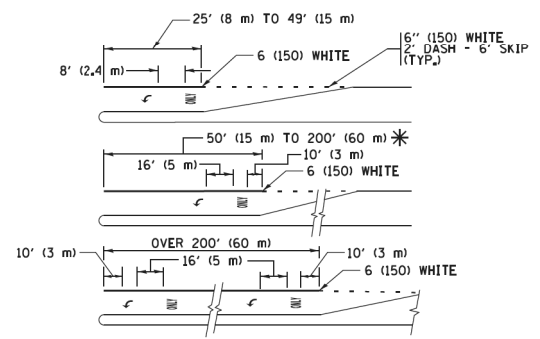 25' (8 m) TO 49' (15 m)
6'' (150) WHITE
2' DASH - 6' SKIP
(TYP.)
8' (2.4 m)
6 (150) WHITE
ONLY
50' (15 m) TO 200' (60 m) *
16' (5 m)
10' (3 m)
6 (150) WHITE
ONLY
OVER 200' (60 m)
10' (3 m)
16' (5 m)
10' (3 m)
6 (150) WHITE
ONLY
ONLY